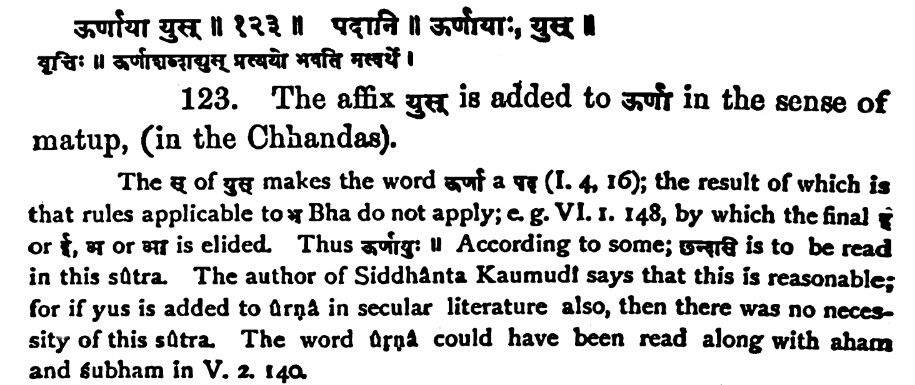 ऊर्णाया युस् ॥ १२३ ॥ पदानि ॥ ऊर्णायाः, युस् ॥
वृत्तिः ॥ ऊर्णाशब्दाद्युस् प्रत्ययो भवति मत्वर्थे ।
123. The affix युस् is added to ऊर्णा in the sense of
matup, (in the Chhandas).
The स् of युस् makes the word ऊर्णा a पद (I. 4, 16); the result of which is
that rules applicable to भ Bha do not apply; e. g. VI. 1. 148, by which the final इ
or ई, अ or आ is elided. Thus ऊर्णायुः ॥ According to some; छन्दासि is to be read
in this sûtra. The author of Siddhânta Kaumudî says that this is reasonable;
for if yus is added to ûrṇâ in secular literature also, then there was no neces-
sity of this sûtra. The word ûrṇâ could have been read along with aham
and śubham in V. 2. 140.